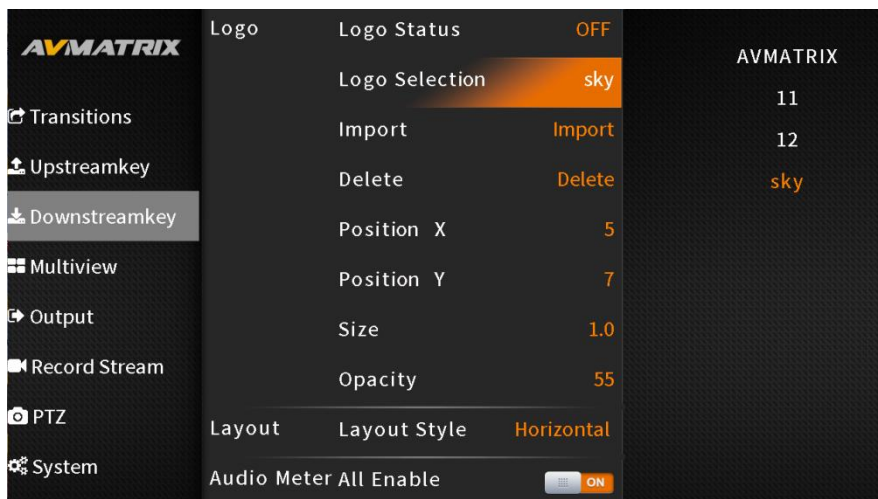 AVMATRIX
Transitions
Upstreamkey
Downstreamkey
Multiview
Output
Record Stream
PTZ
System
Logo Logo Status OFF
Logo Selection sky
Import Import
Delete Delete
Position X 5
Position Y 7
Size 1.0
Opacity 55
Layout Layout Style Horizontal
Audio Meter All Enable ON
AVMATRIX
11
12
sky